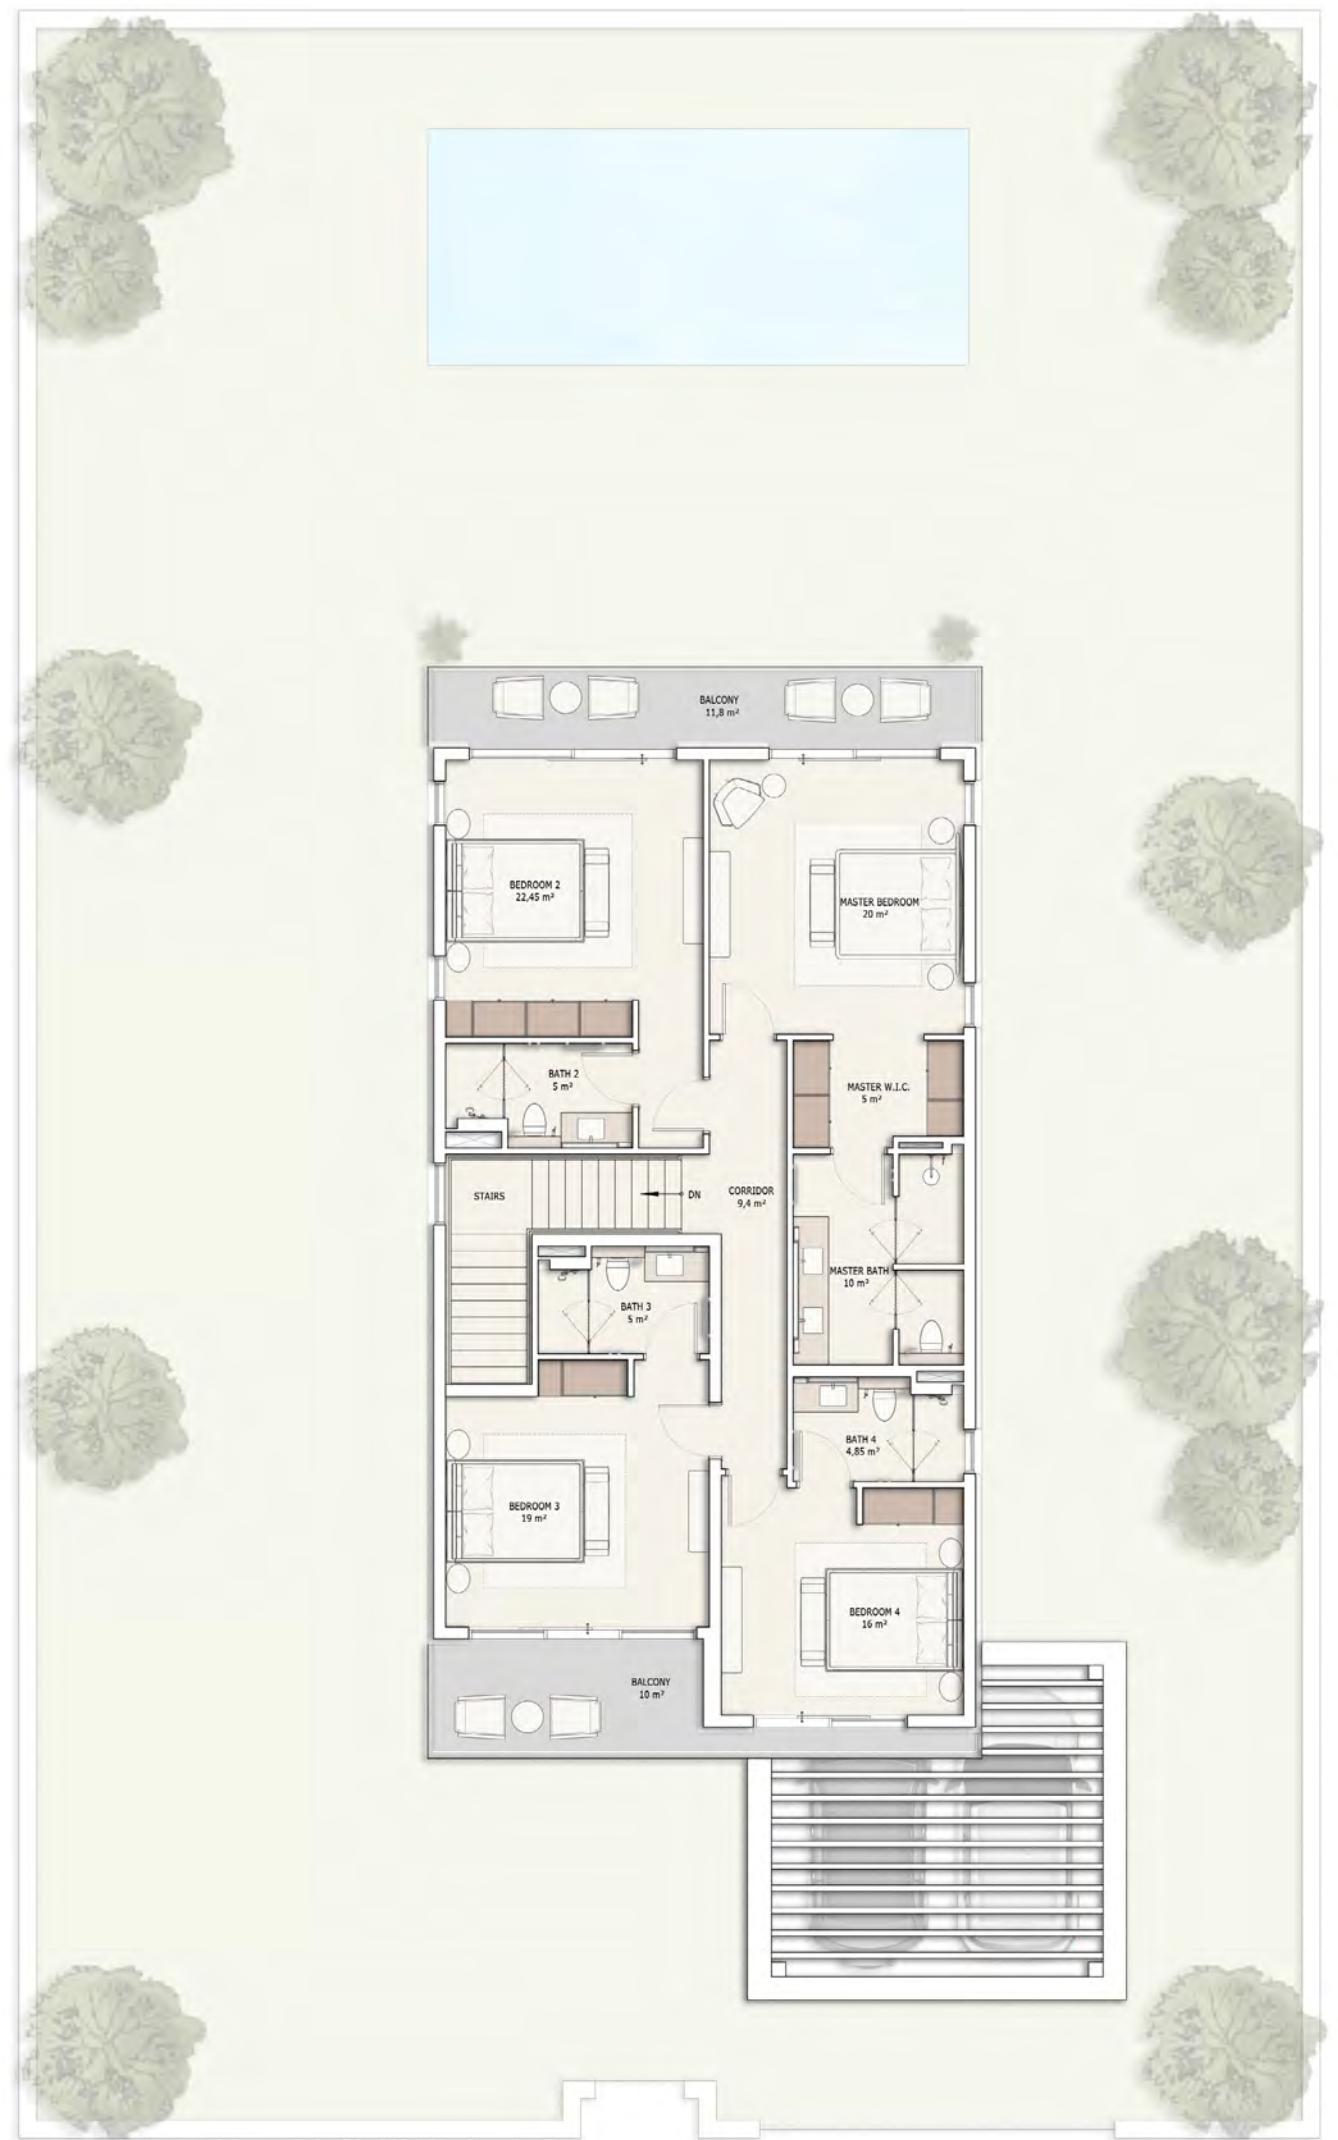 BALCONY
11,8 m²
BEDROOM 2
22,45 m²
MASTER BEDROOM
20 m²
BATH 2
5 m²
MASTER W.I.C.
5 m²
STAIRS
DN
CORRIDOR
9,4 m²
MASTER BATH
10 m²
BATH 3
5 m²
BATH 4
4,85 m²
BEDROOM 3
19 m²
BEDROOM 4
16 m²
BALCONY
10 m²